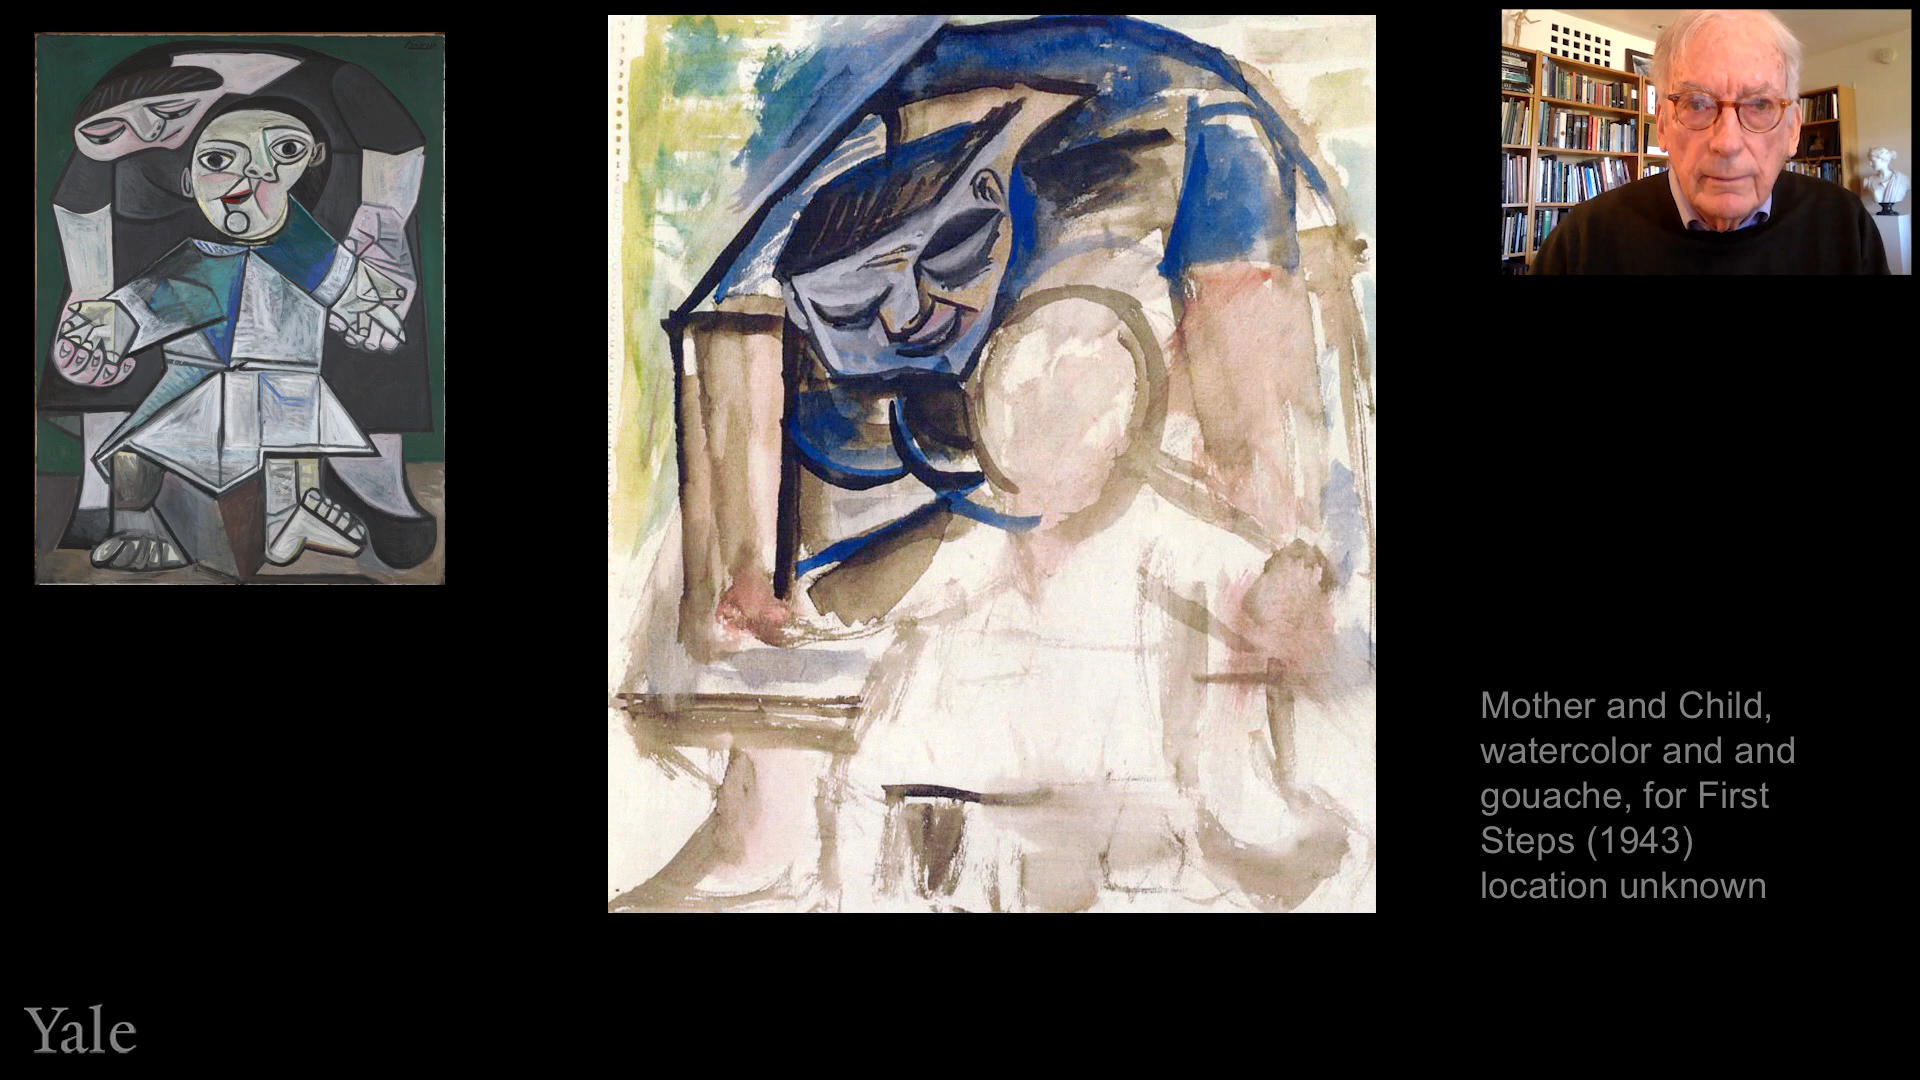 Mother and Child,
watercolor and and
gouache, for First
Steps (1943)
location unknown
Yale